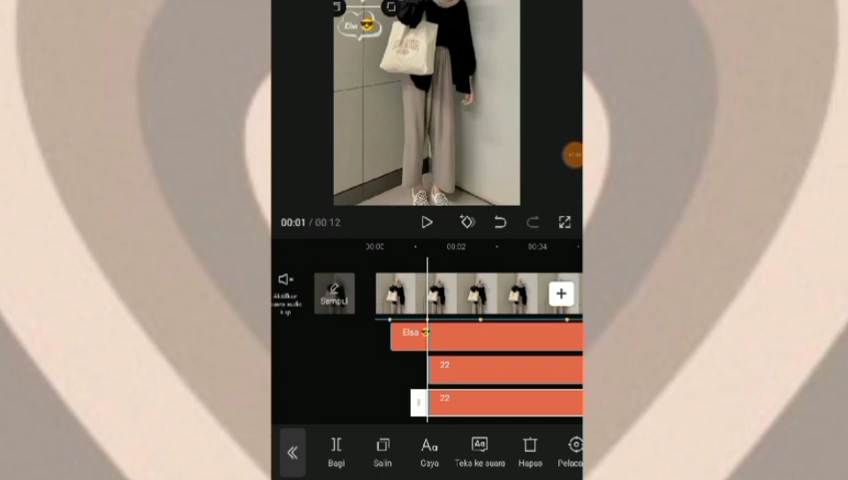 Elsa 😎
00:01 / 00:12
00:00 00:02 00:04
Sampul
Elsa 😎
22
22
Bagi Salin Gaya Teks ke suara Hapus Pelaca